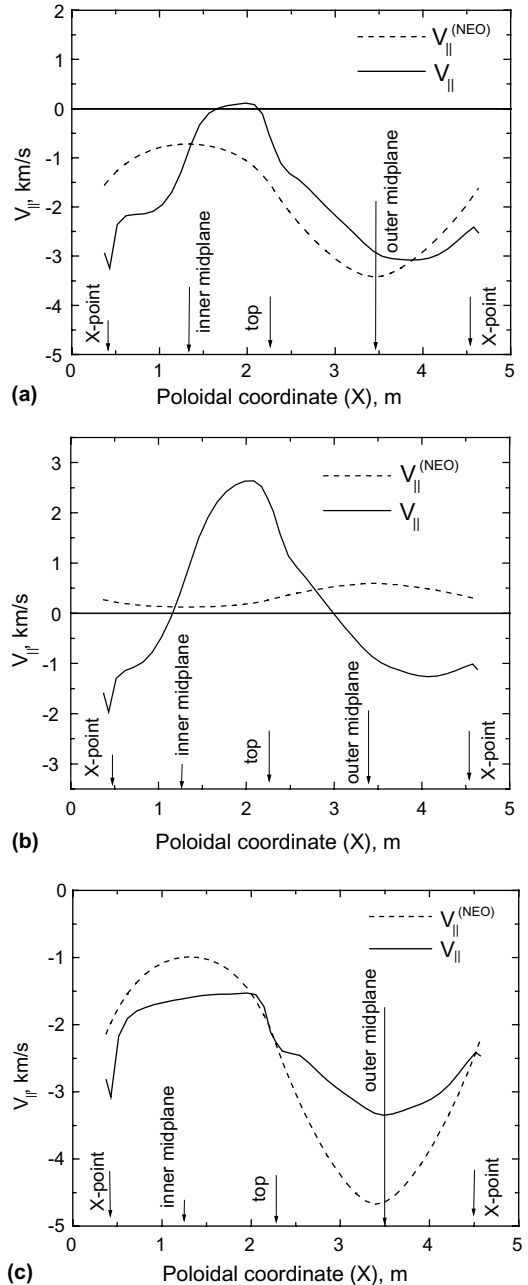 2
1
0
-1
-2
-3
-4
-5
V||, km/s
V||(NEO)
V||
X-point
inner midplane
top
outer midplane
X-point
0 1 2 3 4 5
(a)
Poloidal coordinate (X), m
3
2
1
0
-1
-2
-3
V||, km/s
V||(NEO)
V||
X-point
inner midplane
top
outer midplane
X-point
0 1 2 3 4 5
(b)
Poloidal coordinate (X), m
0
-1
-2
-3
-4
-5
V||, km/s
V||(NEO)
V||
X-point
inner midplane
top
outer midplane
X-point
0 1 2 3 4 5
(c)
Poloidal coordinate (X), m